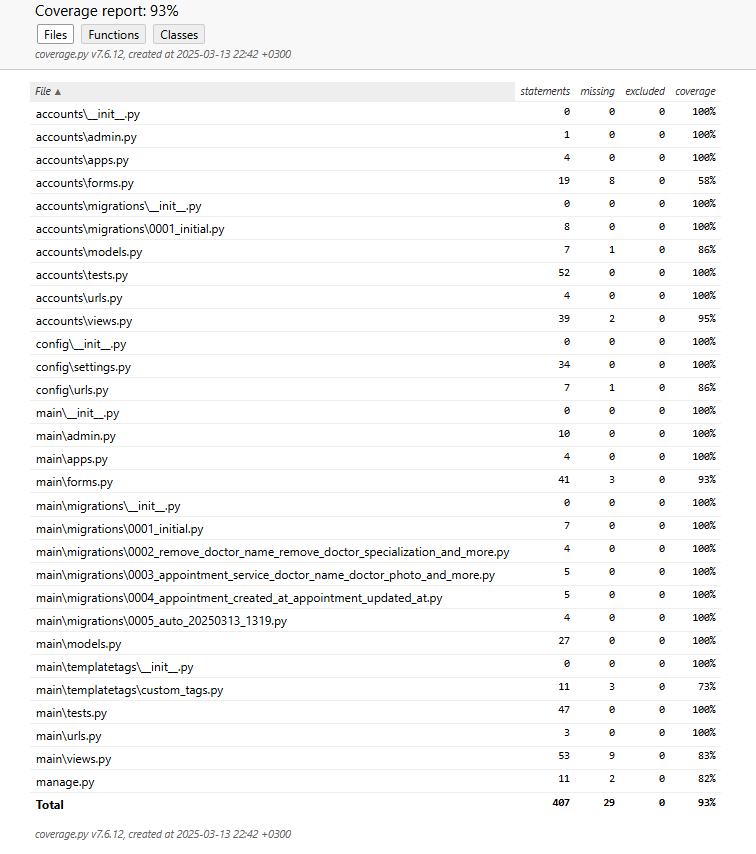 Coverage report: 93%
Files Functions Classes
coverage.py v7.6.12, created at 2025-03-13 22:42 +0300
File ▲ statements missing excluded coverage
accounts\__init__.py 0 0 0 100%
accounts\admin.py 1 0 0 100%
accounts\apps.py 4 0 0 100%
accounts\forms.py 19 8 0 58%
accounts\migrations\__init__.py 0 0 0 100%
accounts\migrations\0001_initial.py 8 0 0 100%
accounts\models.py 7 1 0 86%
accounts\tests.py 52 0 0 100%
accounts\urls.py 4 0 0 100%
accounts\views.py 39 2 0 95%
config\__init__.py 0 0 0 100%
config\settings.py 34 0 0 100%
config\urls.py 7 1 0 86%
main\__init__.py 0 0 0 100%
main\admin.py 10 0 0 100%
main\apps.py 4 0 0 100%
main\forms.py 41 3 0 93%
main\migrations\__init__.py 0 0 0 100%
main\migrations\0001_initial.py 7 0 0 100%
main\migrations\0002_remove_doctor_name_remove_doctor_specialization_and_more.py 4 0 0 100%
main\migrations\0003_appointment_service_doctor_name_doctor_photo_and_more.py 5 0 0 100%
main\migrations\0004_appointment_created_at_appointment_updated_at.py 5 0 0 100%
main\migrations\0005_auto_20250313_1319.py 4 0 0 100%
main\models.py 27 0 0 100%
main\templatetags\__init__.py 0 0 0 100%
main\templatetags\custom_tags.py 11 3 0 73%
main\tests.py 47 0 0 100%
main\urls.py 3 0 0 100%
main\views.py 53 9 0 83%
manage.py 11 2 0 82%
Total 407 29 0 93%
coverage.py v7.6.12, created at 2025-03-13 22:42 +0300